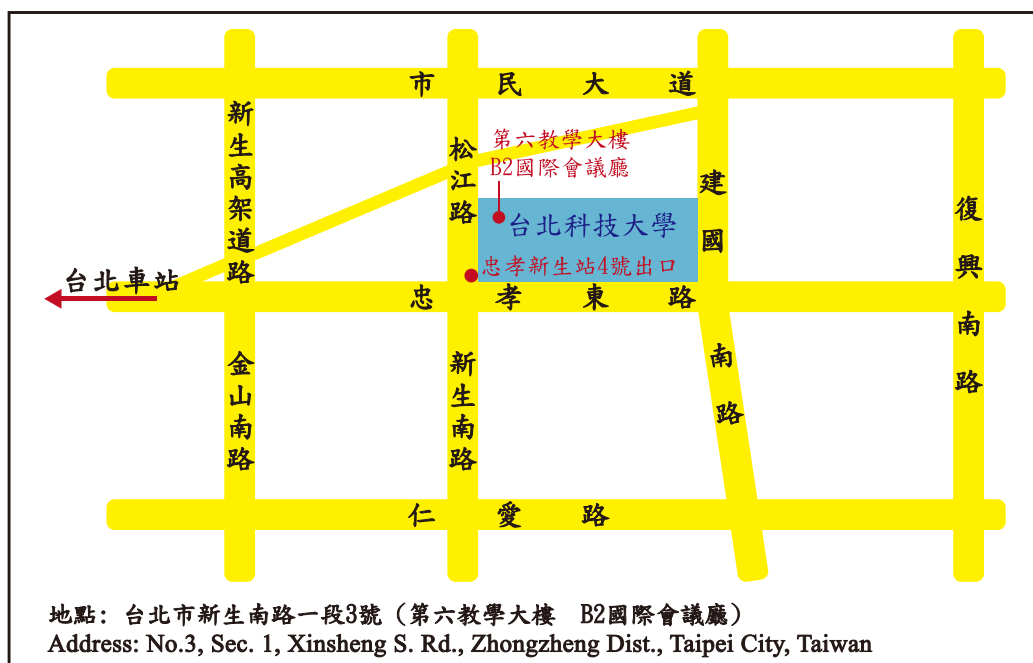 市民大道
新生高架道路
松江路
第六教學大樓
B2國際會議廳
建國南路
復興南路
台北科技大學
忠孝新生站4號出口
台北車站
忠孝東路
金山南路
新生南路
仁愛路
地點：台北市新生南路一段3號（第六教學大樓　B2國際會議廳）
Address: No.3, Sec. 1, Xinsheng S. Rd., Zhongzheng Dist., Taipei City, Taiwan